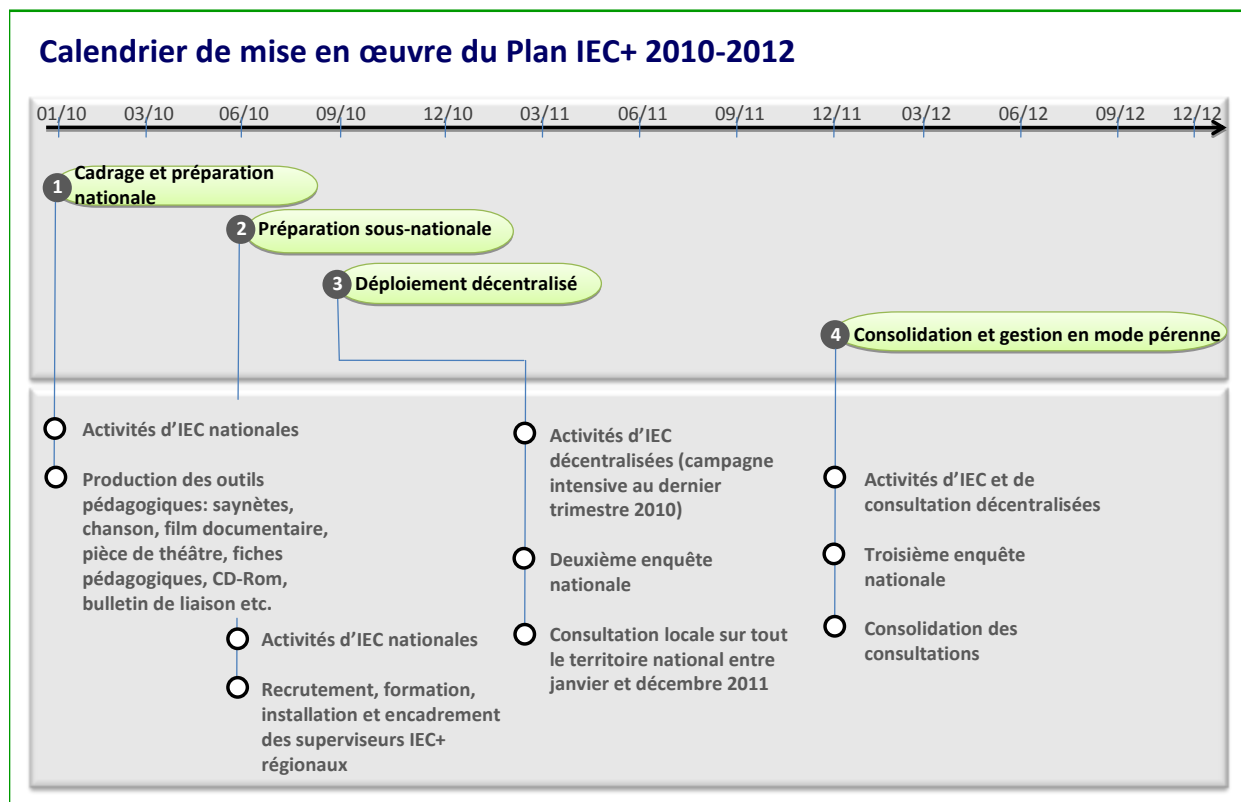 Calendrier de mise en œuvre du Plan IEC+ 2010-2012
01/10 03/10 06/10 09/10 12/10 03/11 06/11 09/11 12/11 03/12 06/12 09/12 12/12
1 Cadrage et préparation
nationale
2 Préparation sous-nationale
3 Déploiement décentralisé
4 Consolidation et gestion en mode pérenne
Activités d’IEC nationales
Production des outils
pédagogiques: saynètes,
chanson, film documentaire,
pièce de théâtre, fiches
pédagogiques, CD-Rom,
bulletin de liaison etc.
Activités d’IEC nationales
Recrutement, formation,
installation et encadrement
des superviseurs IEC+
régionaux
Activités d’IEC
décentralisées (campagne
intensive au dernier
trimestre 2010)
Deuxième enquête
nationale
Consultation locale sur tout
le territoire national entre
janvier et décembre 2011
Activités d’IEC et de
consultation décentralisées
Troisième enquête
nationale
Consolidation des
consultations